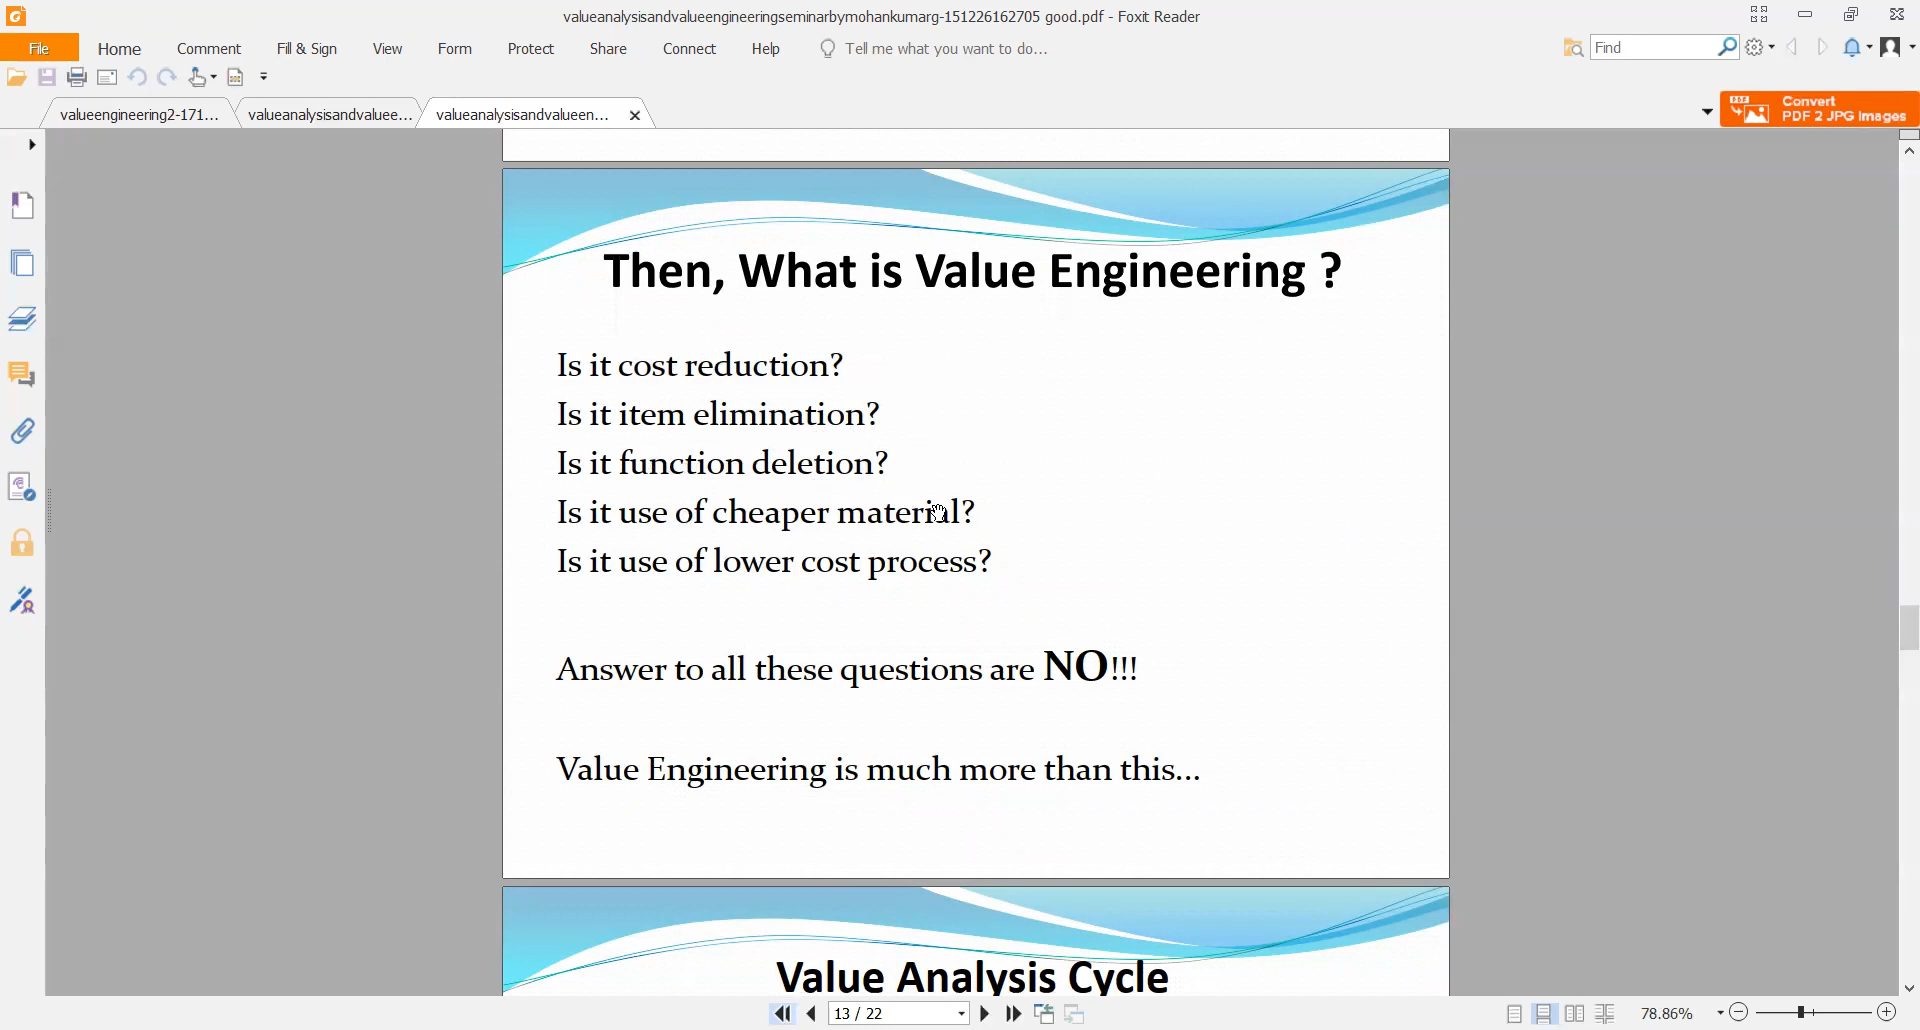 valueanalysisandvalueengineeringseminarbymohankumarg-151226162705 good.pdf - Foxit Reader
File Home Comment Fill & Sign View Form Protect Share Connect Help Tell me what you want to do... Find
valueengineering2-171... valueanalysisandvaluee... valueanalysisandvalueen...
Convert
PDF 2 JPG Images
Then, What is Value Engineering ?
Is it cost reduction?
Is it item elimination?
Is it function deletion?
Is it use of cheaper material?
Is it use of lower cost process?
Answer to all these questions are NO!!!
Value Engineering is much more than this...
Value Analysis Cycle
13 / 22 78.86%